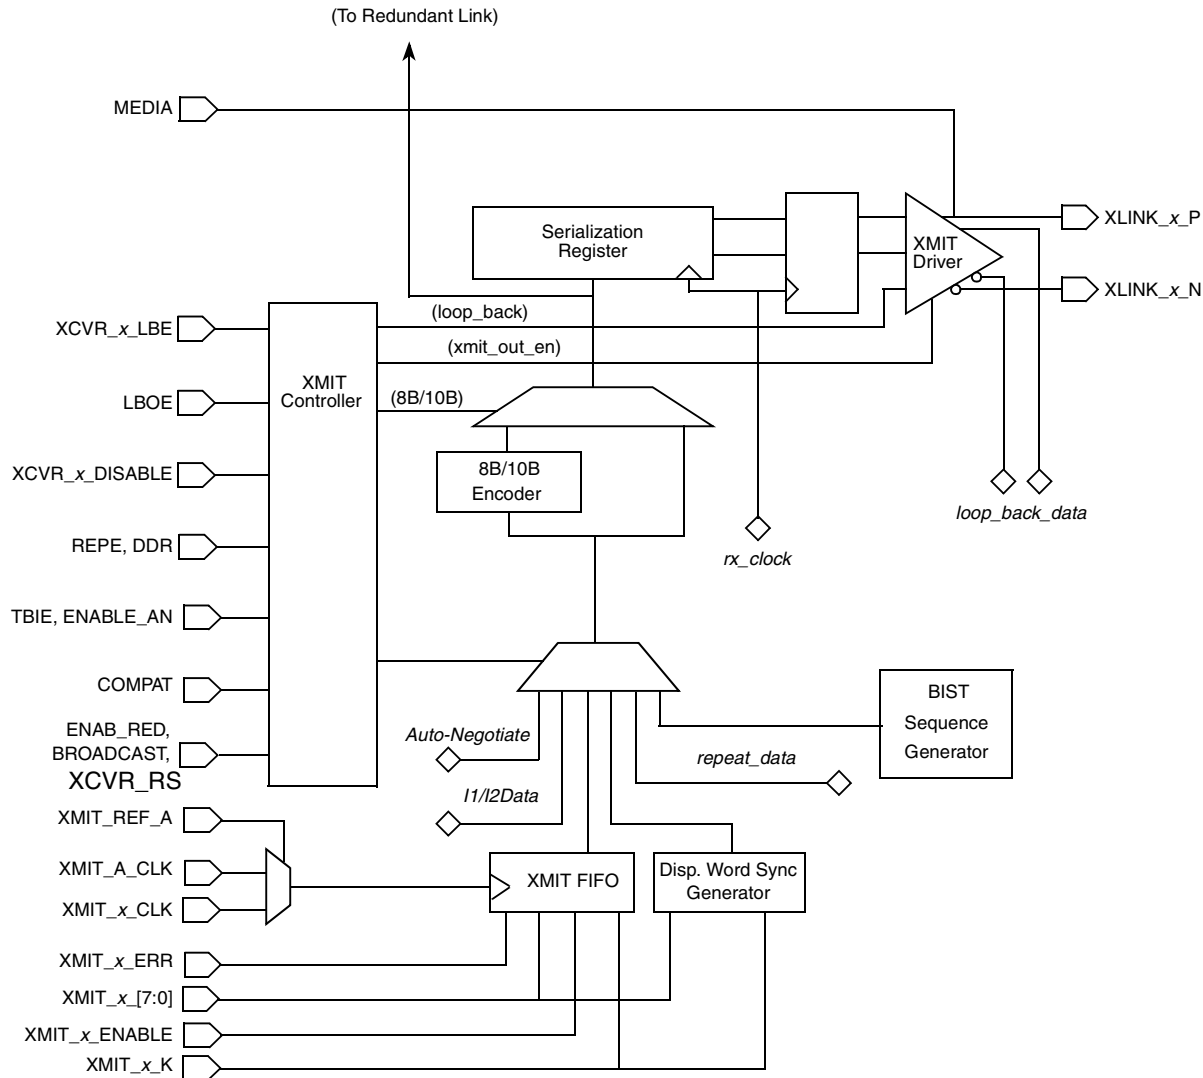 (To Redundant Link)
MEDIA
Serialization
Register
XMIT
Driver
XLINK_x_P
XLINK_x_N
XCVR_x_LBE
(loop_back)
(xmit_out_en)
XMIT
Controller
LBOE
(8B/10B)
XCVR_x_DISABLE
8B/10B
Encoder
loop_back_data
REPE, DDR
rx_clock
TBIE, ENABLE_AN
COMPAT
BIST
Sequence
Generator
ENAB_RED,
BROADCAST,
XCVR_RS
Auto-Negotiate
repeat_data
I1/I2Data
XMIT_REF_A
XMIT_A_CLK
XMIT_x_CLK
XMIT FIFO
Disp. Word Sync
Generator
XMIT_x_ERR
XMIT_x_[7:0]
XMIT_x_ENABLE
XMIT_x_K